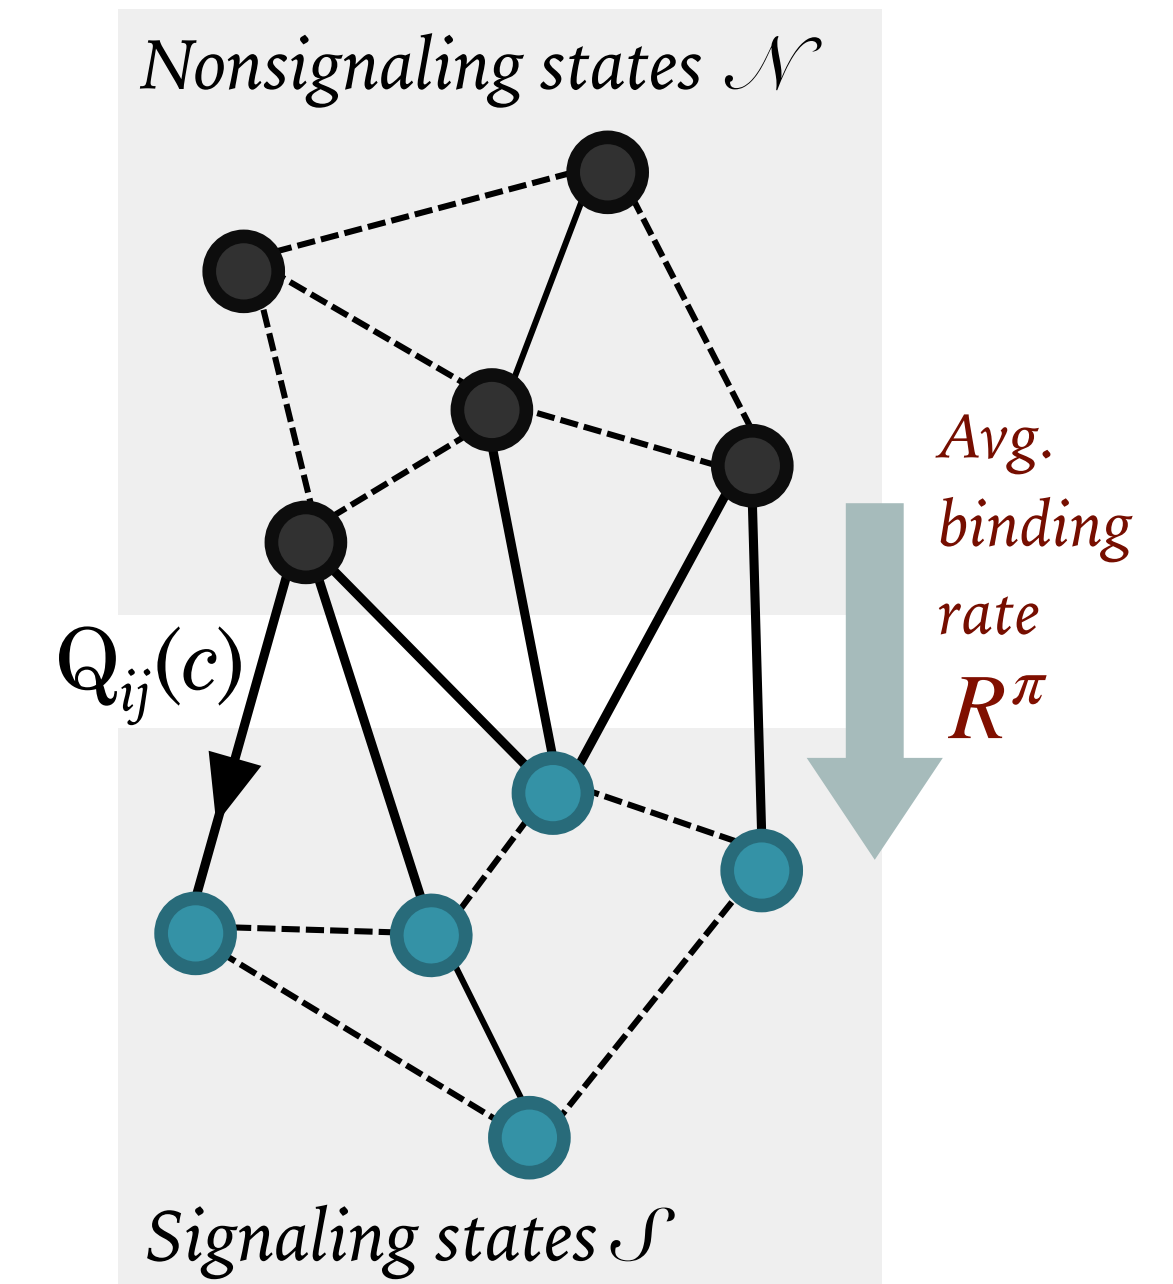 Nonsignaling states 𝒩
Avg.
binding
rate
R^π
Q_ij(c)
Signaling states 𝒮